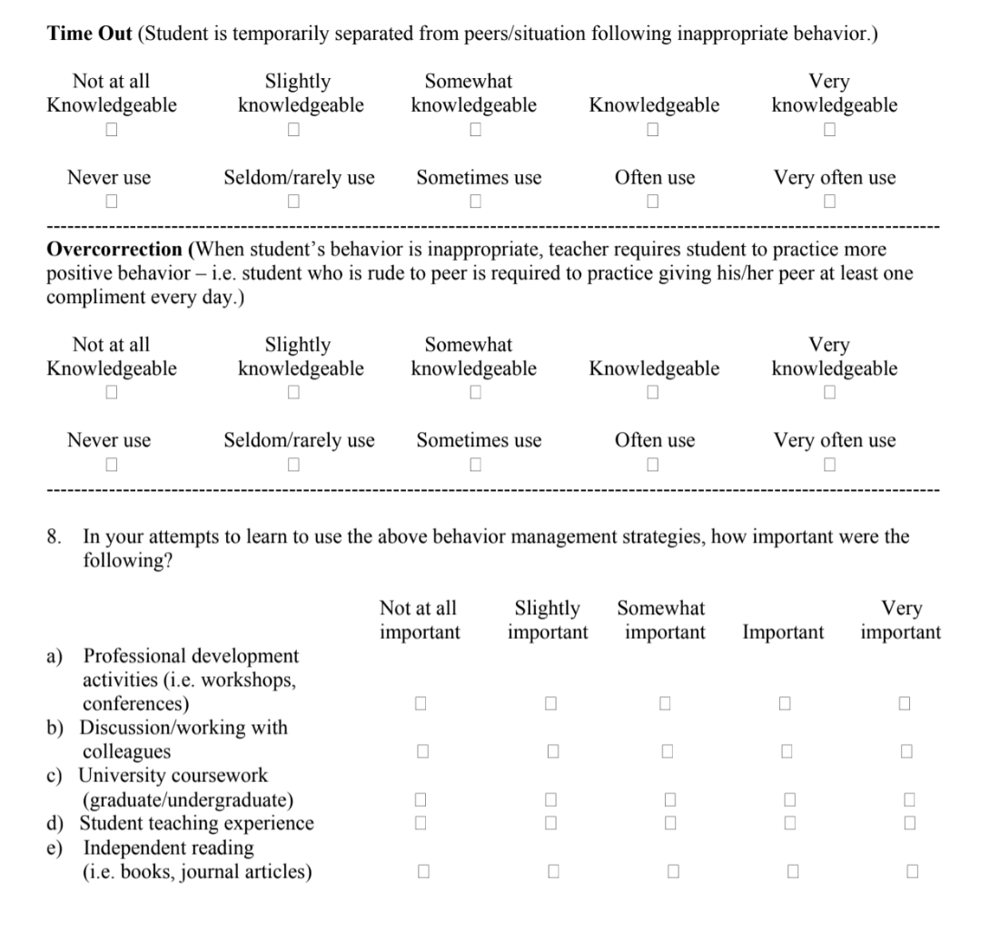 Time Out (Student is temporarily separated from peers/situation following inappropriate behavior.)
Not at all Slightly Somewhat Very
Knowledgeable knowledgeable knowledgeable Knowledgeable knowledgeable
☐ ☐ ☐ ☐ ☐
Never use Seldom/rarely use Sometimes use Often use Very often use
☐ ☐ ☐ ☐ ☐
--------------------------------------------------------------------------------------------------------------------------------
Overcorrection (When student’s behavior is inappropriate, teacher requires student to practice more
positive behavior – i.e. student who is rude to peer is required to practice giving his/her peer at least one
compliment every day.)
Not at all Slightly Somewhat Very
Knowledgeable knowledgeable knowledgeable Knowledgeable knowledgeable
☐ ☐ ☐ ☐ ☐
Never use Seldom/rarely use Sometimes use Often use Very often use
☐ ☐ ☐ ☐ ☐
--------------------------------------------------------------------------------------------------------------------------------
8. In your attempts to learn to use the above behavior management strategies, how important were the
following?
Not at all Slightly Somewhat Very
important important important Important important
a) Professional development
activities (i.e. workshops,
conferences) ☐ ☐ ☐ ☐ ☐
b) Discussion/working with
colleagues ☐ ☐ ☐ ☐ ☐
c) University coursework
(graduate/undergraduate) ☐ ☐ ☐ ☐ ☐
d) Student teaching experience ☐ ☐ ☐ ☐ ☐
e) Independent reading
(i.e. books, journal articles) ☐ ☐ ☐ ☐ ☐